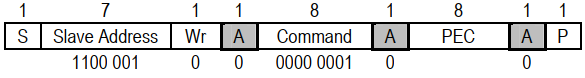 1 7 1 1 8 1 8 1 1
S Slave Address Wr A Command A PEC A P
1100 001 0 0 0000 0001 0 0